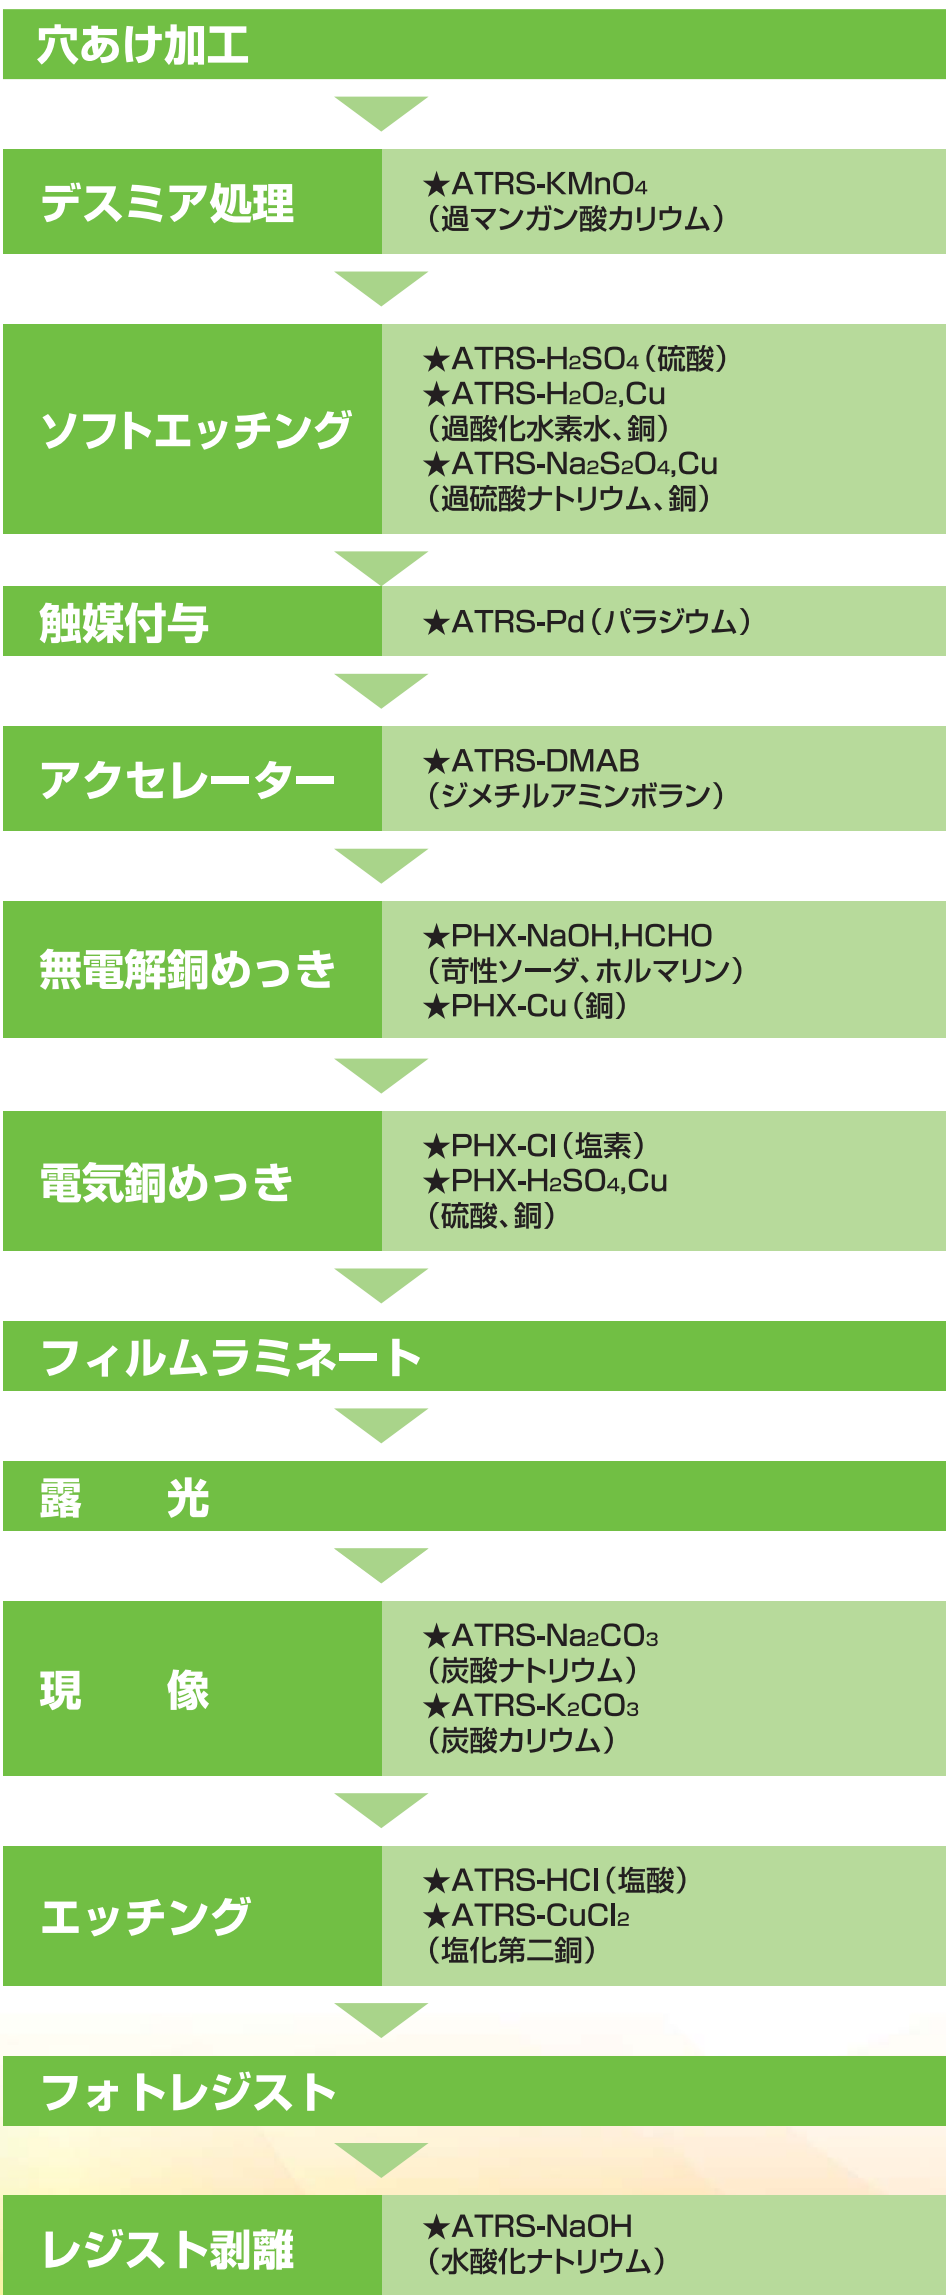 穴あけ加工
デスミア処理
★ATRS-KMnO₄
（過マンガン酸カリウム）
ソフトエッチング
★ATRS-H₂SO₄（硫酸）
★ATRS-H₂O₂,Cu
（過酸化水素水、銅）
★ATRS-Na₂S₂O₄,Cu
（過硫酸ナトリウム、銅）
触媒付与
★ATRS-Pd（パラジウム）
アクセレーター
★ATRS-DMAB
（ジメチルアミンボラン）
無電解銅めっき
★PHX-NaOH,HCHO
（苛性ソーダ、ホルマリン）
★PHX-Cu（銅）
電気銅めっき
★PHX-Cl（塩素）
★PHX-H₂SO₄,Cu
（硫酸、銅）
フィルムラミネート
露　　光
現　　像
★ATRS-Na₂CO₃
（炭酸ナトリウム）
★ATRS-K₂CO₃
（炭酸カリウム）
エッチング
★ATRS-HCl（塩酸）
★ATRS-CuCl₂
（塩化第二銅）
フォトレジスト
レジスト剥離
★ATRS-NaOH
（水酸化ナトリウム）